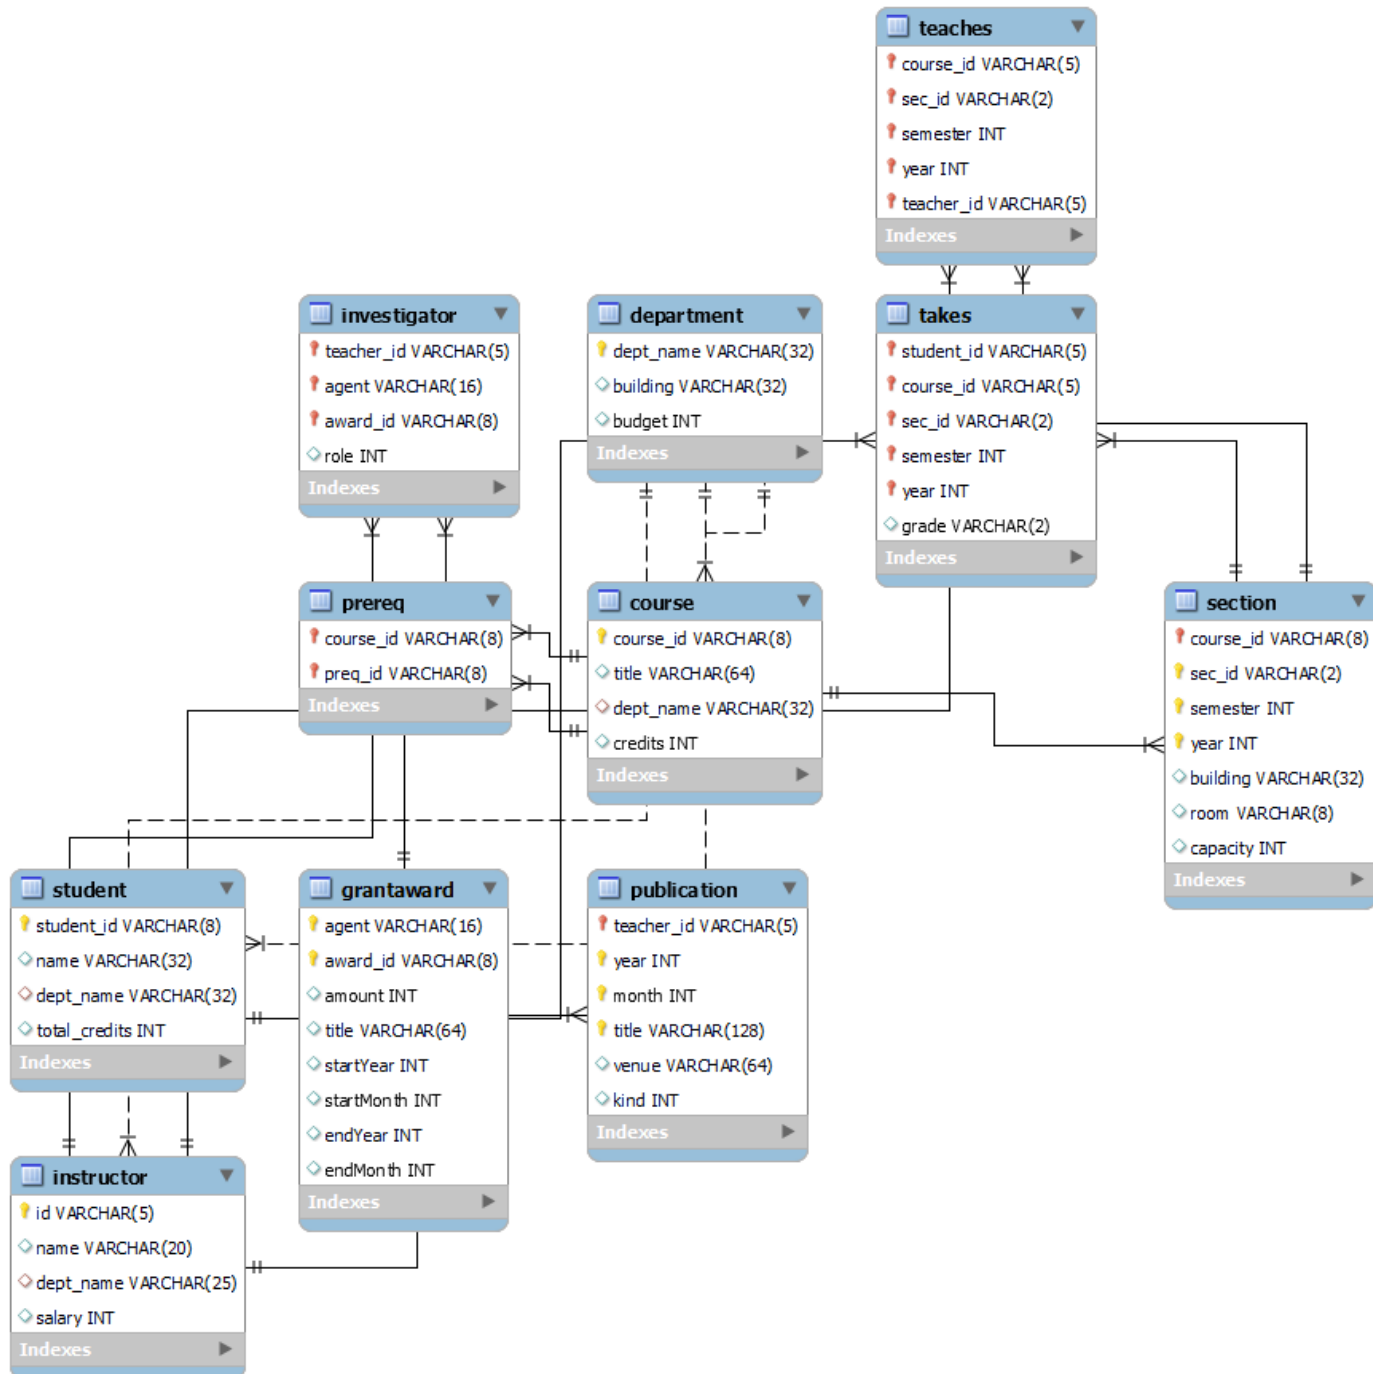 teaches
course_id VARCHAR(5)
sec_id VARCHAR(2)
semester INT
year INT
teacher_id VARCHAR(5)
Indexes
investigator
teacher_id VARCHAR(5)
agent VARCHAR(16)
award_id VARCHAR(8)
role INT
Indexes
department
dept_name VARCHAR(32)
building VARCHAR(32)
budget INT
Indexes
takes
student_id VARCHAR(5)
course_id VARCHAR(5)
sec_id VARCHAR(2)
semester INT
year INT
grade VARCHAR(2)
Indexes
prereq
course_id VARCHAR(8)
preq_id VARCHAR(8)
Indexes
course
course_id VARCHAR(8)
title VARCHAR(64)
dept_name VARCHAR(32)
credits INT
Indexes
section
course_id VARCHAR(8)
sec_id VARCHAR(2)
semester INT
year INT
building VARCHAR(32)
room VARCHAR(8)
capacity INT
Indexes
student
student_id VARCHAR(8)
name VARCHAR(32)
dept_name VARCHAR(32)
total_credits INT
Indexes
grantaward
agent VARCHAR(16)
award_id VARCHAR(8)
amount INT
title VARCHAR(64)
startYear INT
startMonth INT
endYear INT
endMonth INT
Indexes
publication
teacher_id VARCHAR(5)
year INT
month INT
title VARCHAR(128)
venue VARCHAR(64)
kind INT
Indexes
instructor
id VARCHAR(5)
name VARCHAR(20)
dept_name VARCHAR(25)
salary INT
Indexes